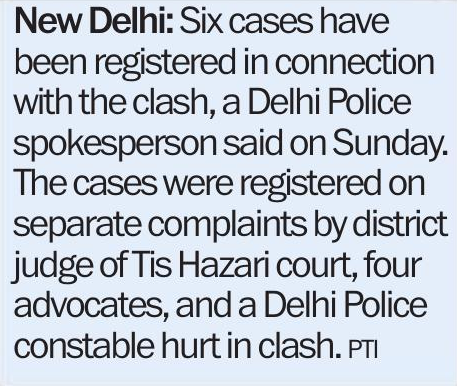 New Delhi: Six cases have
been registered in connection
with the clash, a Delhi Police
spokesperson said on Sunday.
The cases were registered on
separate complaints by district
judge of Tis Hazari court, four
advocates, and a Delhi Police
constable hurt in clash. PTI